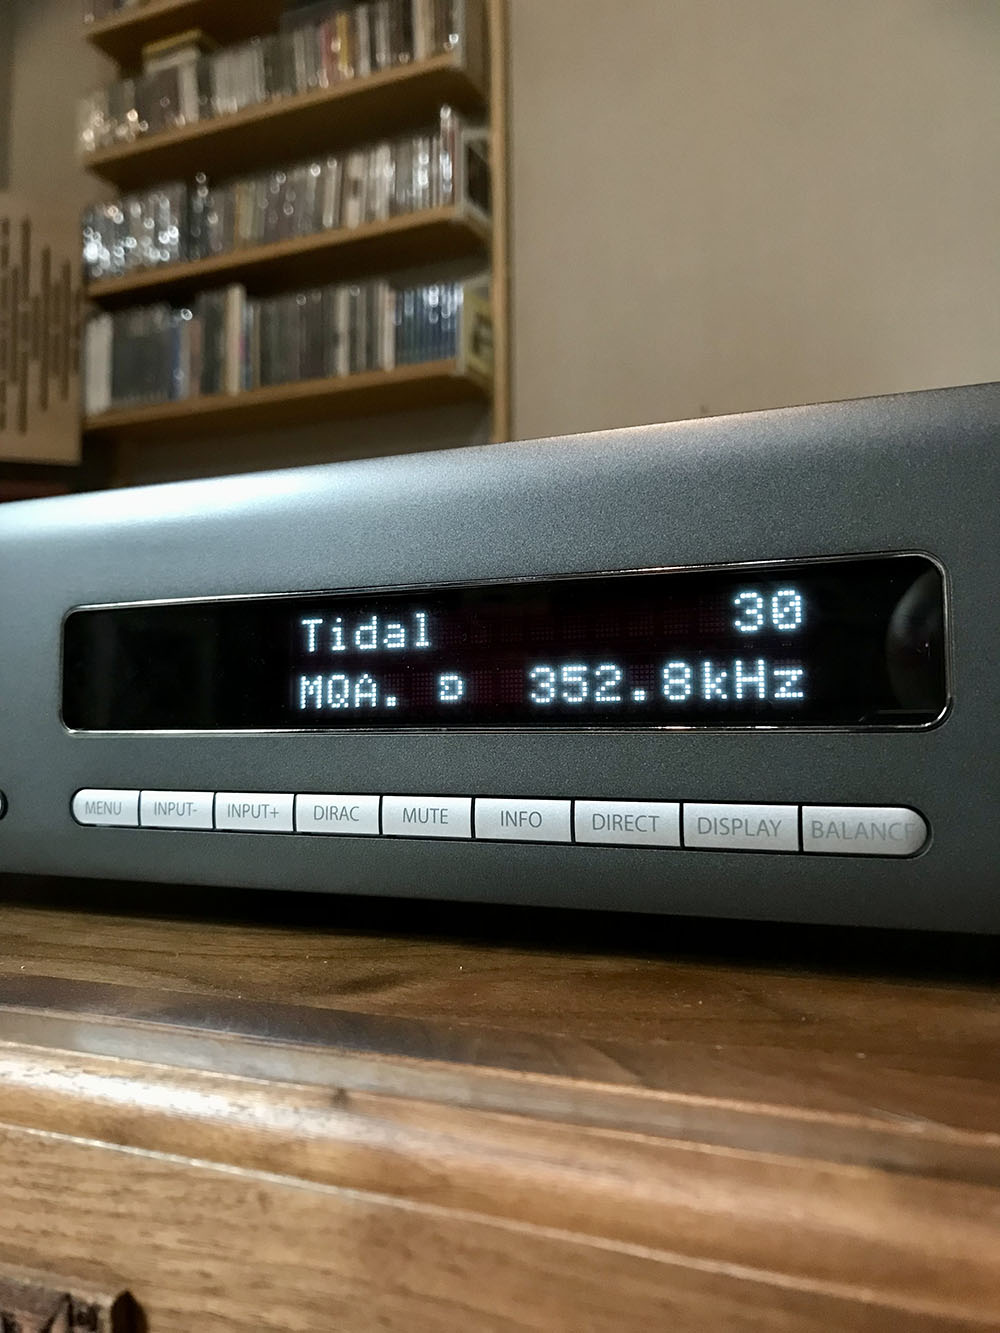 Tidal 30
MQA. D 352.8kHz
MENU INPUT- INPUT+ DIRAC MUTE INFO DIRECT DISPLAY BALANCE